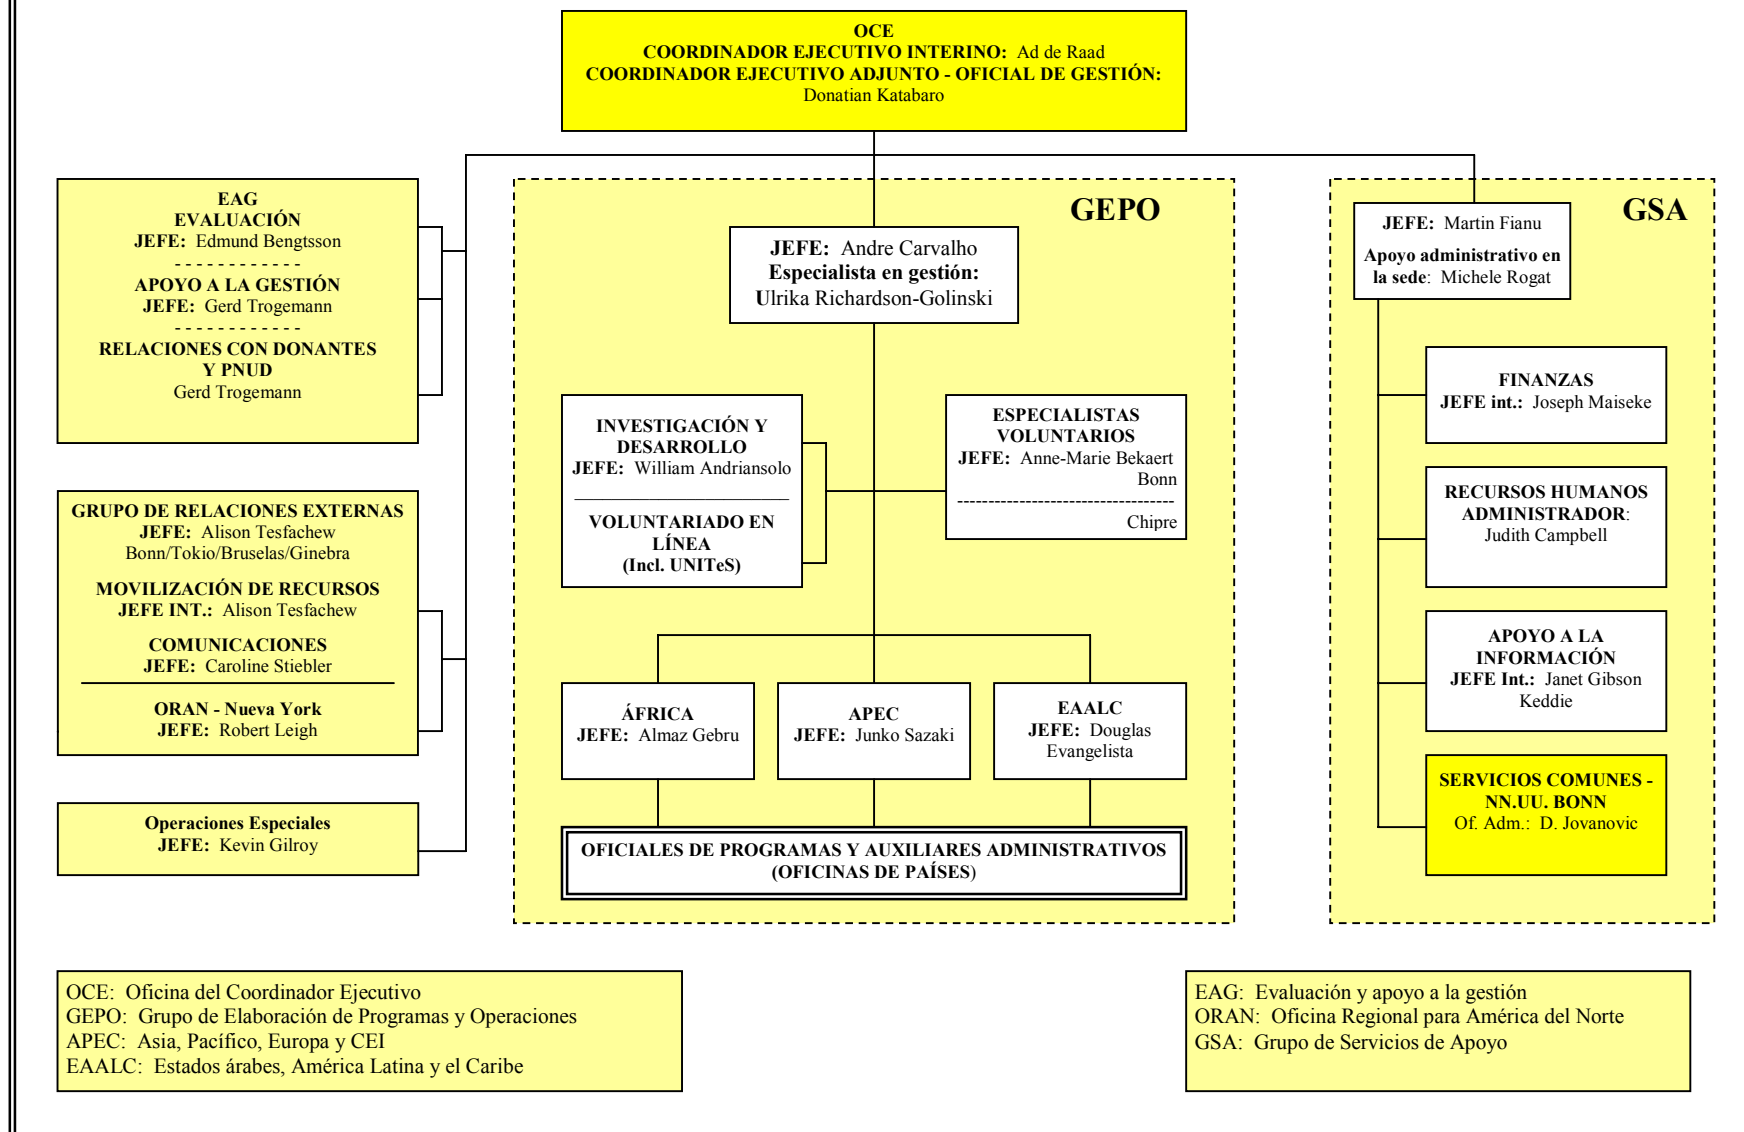 OCE
COORDINADOR EJECUTIVO INTERINO: Ad de Raad
COORDINADOR EJECUTIVO ADJUNTO - OFICIAL DE GESTIÓN:
Donatian Katabaro
EAG
EVALUACIÓN
JEFE: Edmund Bengtsson
- - - - - - - - - - - -
APOYO A LA GESTIÓN
JEFE: Gerd Trogemann
- - - - - - - - - - - -
RELACIONES CON DONANTES
Y PNUD
Gerd Trogemann
GRUPO DE RELACIONES EXTERNAS
JEFE: Alison Tesfachew
Bonn/Tokio/Bruselas/Ginebra
MOVILIZACIÓN DE RECURSOS
JEFE INT.: Alison Tesfachew
COMUNICACIONES
JEFE: Caroline Stiebler
ORAN - Nueva York
JEFE: Robert Leigh
Operaciones Especiales
JEFE: Kevin Gilroy
GEPO
JEFE: Andre Carvalho
Especialista en gestión:
Ulrika Richardson-Golinski
INVESTIGACIÓN Y
DESARROLLO
JEFE: William Andriansolo
VOLUNTARIADO EN
LÍNEA
(Incl. UNITeS)
ESPECIALISTAS
VOLUNTARIOS
JEFE: Anne-Marie Bekaert
Bonn
------------------------------------
Chipre
ÁFRICA
JEFE: Almaz Gebru
APEC
JEFE: Junko Sazaki
EAALC
JEFE: Douglas
Evangelista
OFICIALES DE PROGRAMAS Y AUXILIARES ADMINISTRATIVOS
(OFICINAS DE PAÍSES)
GSA
JEFE: Martin Fianu
Apoyo administrativo en
la sede: Michele Rogat
FINANZAS
JEFE int.: Joseph Maiseke
RECURSOS HUMANOS
ADMINISTRADOR:
Judith Campbell
APOYO A LA
INFORMACIÓN
JEFE Int.: Janet Gibson
Keddie
SERVICIOS COMUNES -
NN.UU. BONN
Of. Adm.: D. Jovanovic
OCE: Oficina del Coordinador Ejecutivo
GEPO: Grupo de Elaboración de Programas y Operaciones
APEC: Asia, Pacífico, Europa y CEI
EAALC: Estados árabes, América Latina y el Caribe
EAG: Evaluación y apoyo a la gestión
ORAN: Oficina Regional para América del Norte
GSA: Grupo de Servicios de Apoyo